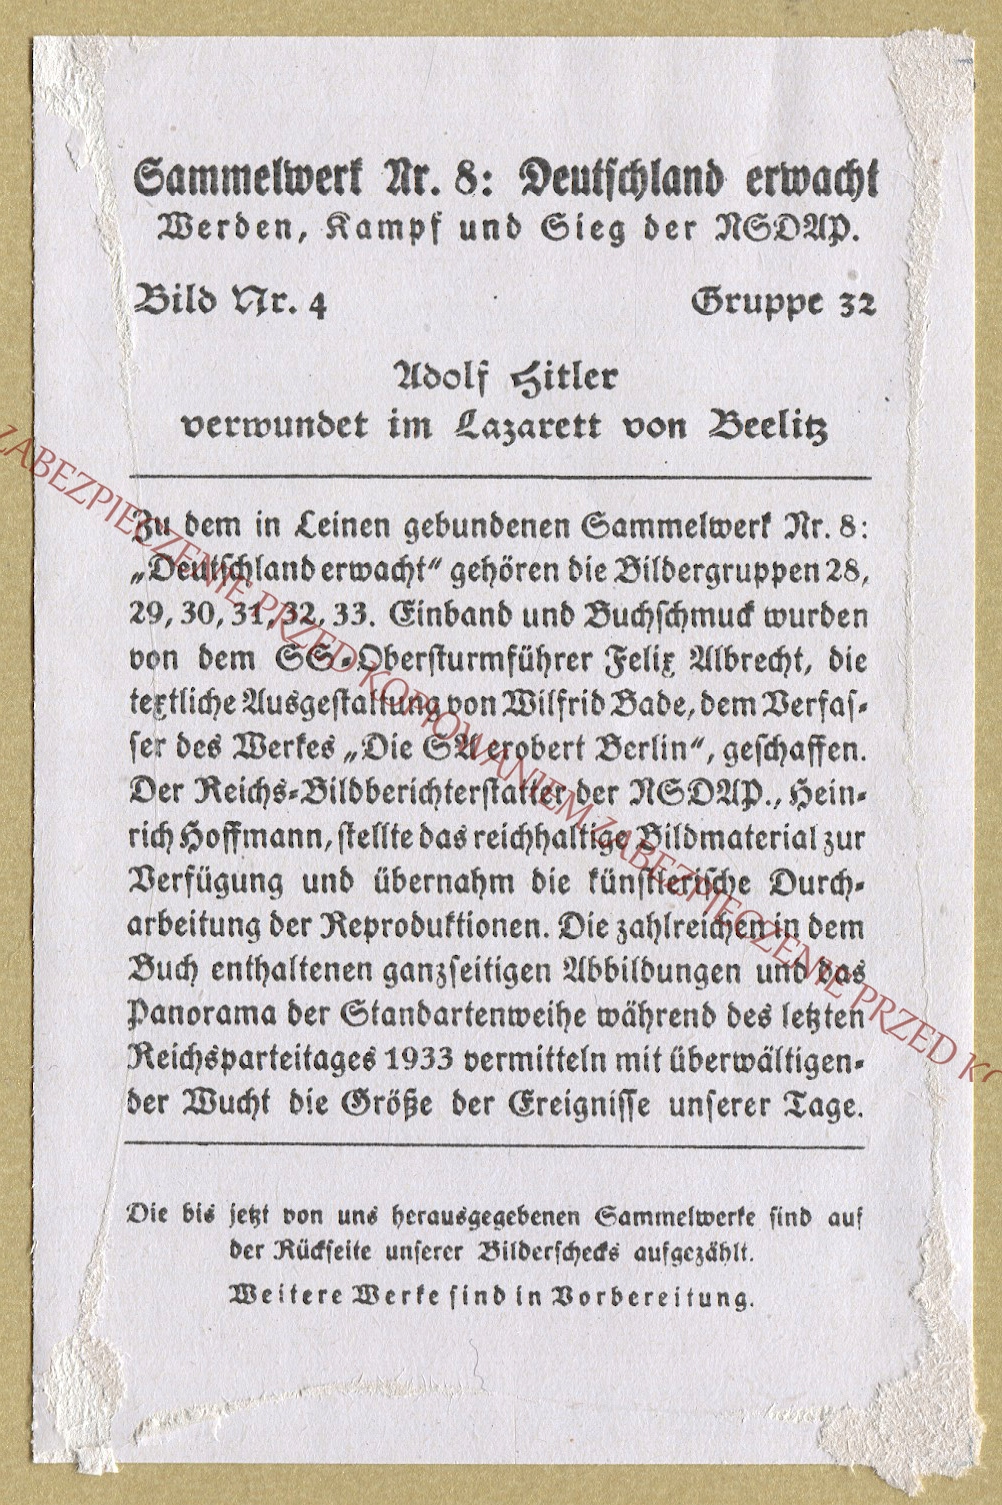 Sammelwerk Nr. 8: Deutschland erwacht
Werden, Kampf und Sieg der NSDAP.
Bild Nr. 4 Gruppe 32
Adolf Hitler
verwundet im Lazarett von Beelitz
Zu dem in Leinen gebundenen Sammelwerk Nr. 8:
„Deutschland erwacht“ gehören die Bildergruppen 28,
29, 30, 31, 32, 33. Einband und Buchschmuck wurden
von dem SS-Obersturmführer Felix Albrecht, die
textliche Ausgestaltung von Wilfrid Bade, dem Verfas-
ser des Werkes „Die SA erobert Berlin“, geschaffen.
Der Reichs-Bildberichterstatter der NSDAP., Hein-
rich Hoffmann, stellte das reichhaltige Bildmaterial zur
Verfügung und übernahm die künstlerische Durch-
arbeitung der Reproduktionen. Die zahlreichen in dem
Buch enthaltenen ganzseitigen Abbildungen und das
Panorama der Standartenweihe während des letzten
Reichsparteitages 1933 vermitteln mit überwältigen-
der Wucht die Größe der Ereignisse unserer Tage.
Die bis jetzt von uns herausgegebenen Sammelwerke sind auf
der Rückseite unserer Bilderschecks aufgezählt.
Weitere Werke sind in Vorbereitung.
ZABEZPIECZENIE PRZED KOPIOWANIEM ZABEZPIECZENIE PRZED KO